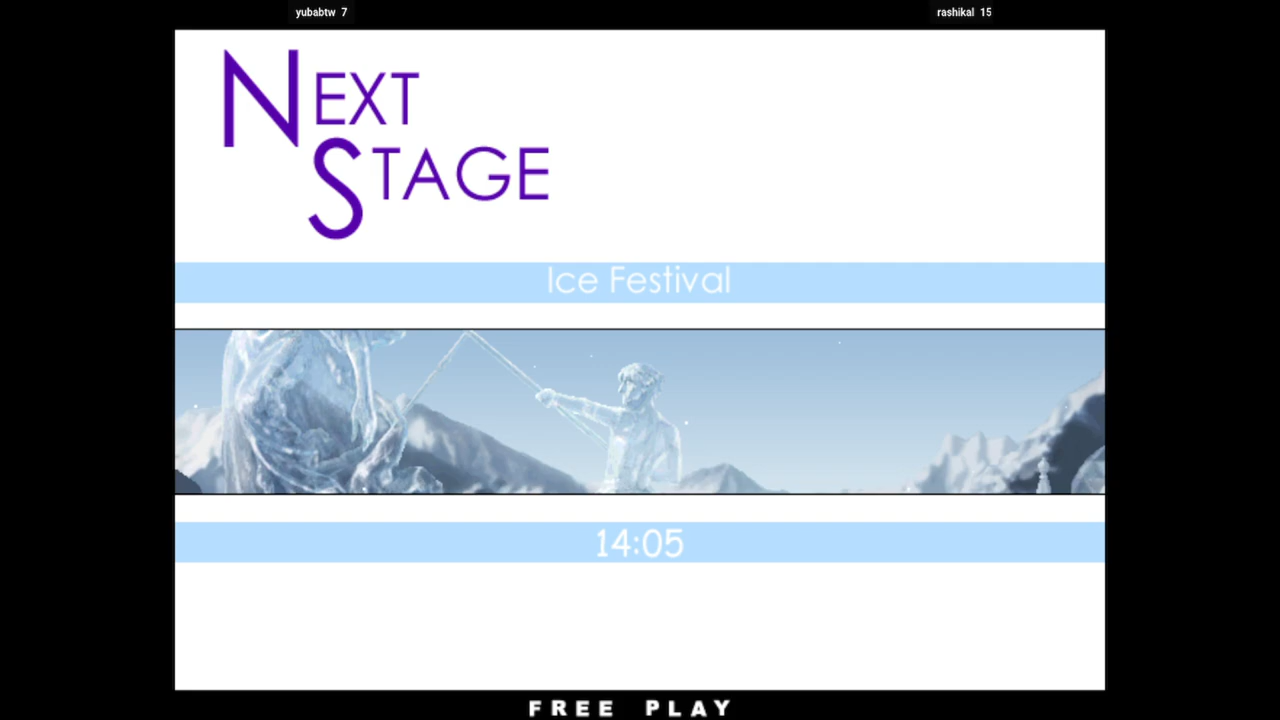 yubabtw 7
rashikal 15
NEXT
STAGE
Ice Festival
14:05
FREE PLAY